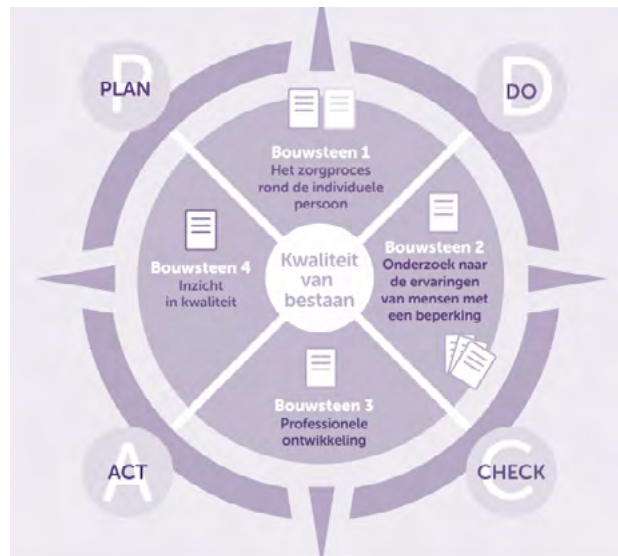 PLAN
DO
Bouwsteen 1
Het zorgproces
rond de individuele
persoon
Bouwsteen 4
Inzicht
in kwaliteit
Kwaliteit
van
bestaan
Bouwsteen 2
Onderzoek naar
de ervaringen
van mensen met
een beperking
Bouwsteen 3
Professionele
ontwikkeling
ACT
CHECK
P
D
A
C